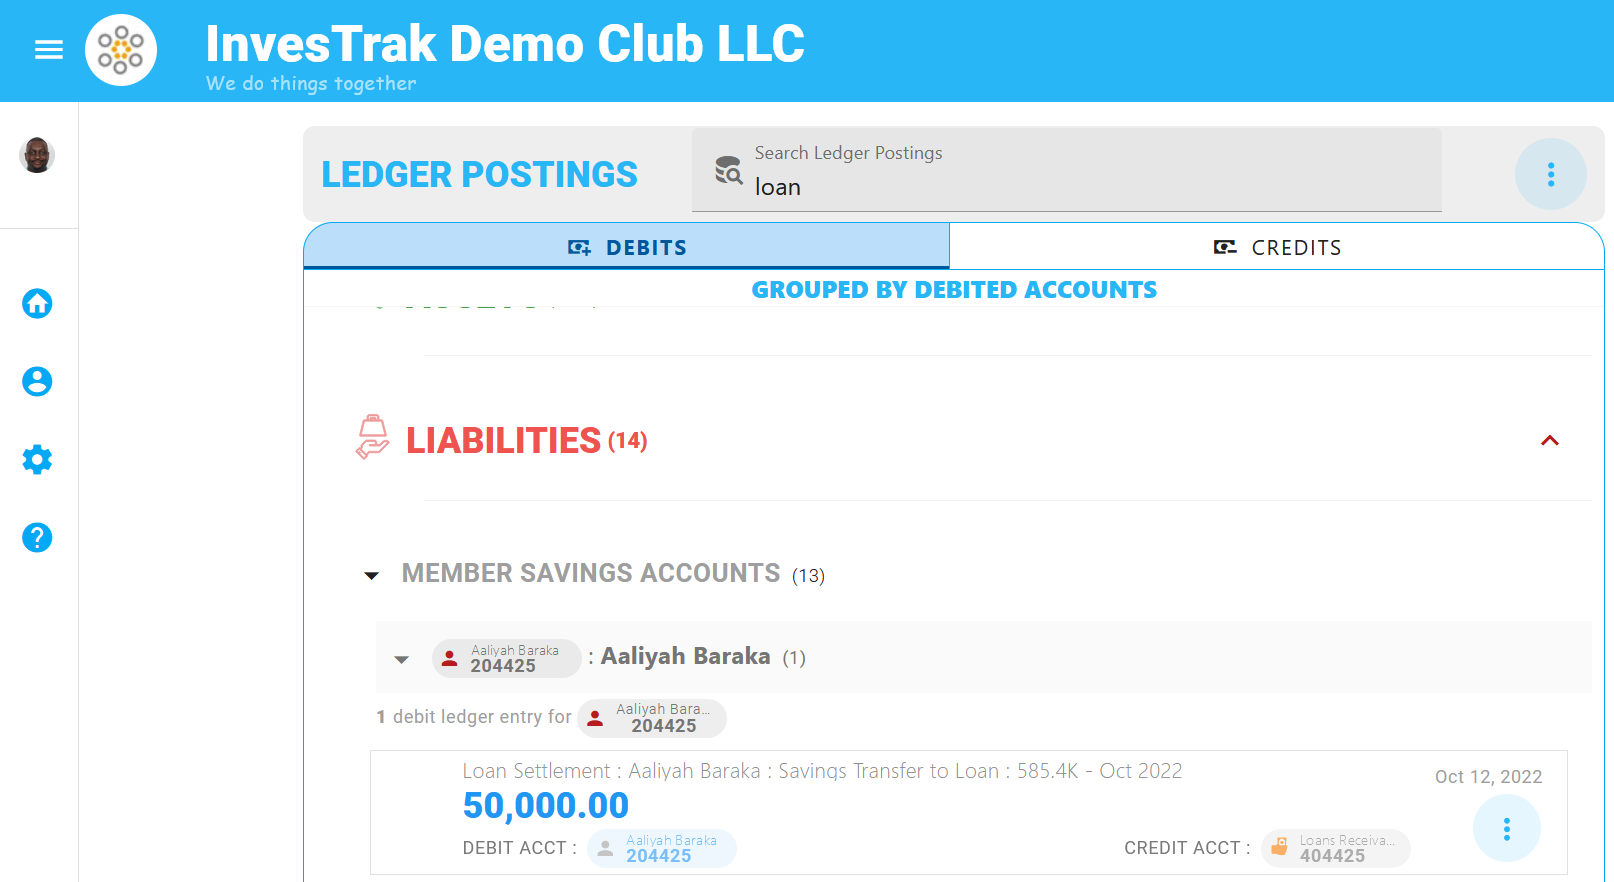 InvesTrak Demo Club LLC
We do things together
LEDGER POSTINGS
Search Ledger Postings
loan
DEBITS
CREDITS
GROUPED BY DEBITED ACCOUNTS
LIABILITIES (14)
MEMBER SAVINGS ACCOUNTS (13)
Aaliyah Baraka
204425
: Aaliyah Baraka (1)
1 debit ledger entry for
Aaliyah Bara...
204425
Loan Settlement : Aaliyah Baraka : Savings Transfer to Loan : 585.4K - Oct 2022
Oct 12, 2022
50,000.00
DEBIT ACCT :
Aaliyah Baraka
204425
CREDIT ACCT :
Loans Receiva...
404425